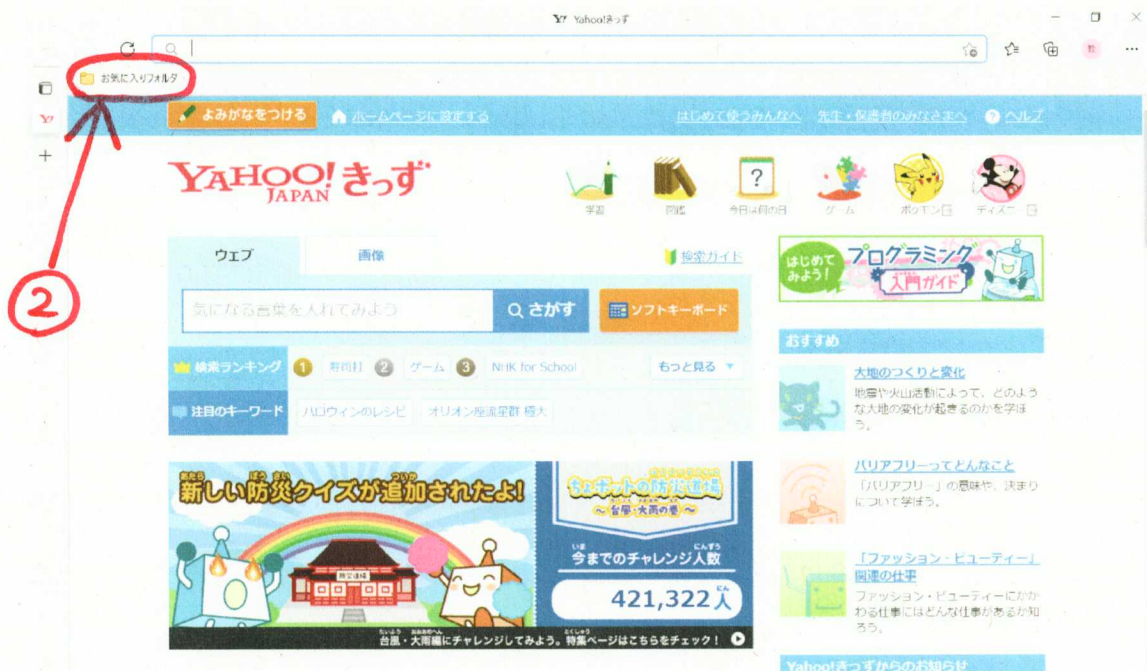 Yahoo!きっず
お気に入りフォルダ
よみがなをつける
ホームページに設定する
はじめて使うみんなへ
先生・保護者のみなさまへ
ヘルプ
YAHOO! きっず
JAPAN
学習
図鑑
今日は何の日
ゲーム
ポケモン
ディズニー
2
ウェブ
画像
検索ガイド
気になる言葉を入れてみよう
さがす
ソフトキーボード
検索ランキング
1 寿司打 2 ゲーム 3 NHK for School
もっと見る
注目のキーワード
ハロウィンのレシピ
オリオン座流星群 極大
はじめてみよう!
プログラミング
入門ガイド
おすすめ
大地のつくりと変化
地震や火山活動によって、どのよう
な大地の変化が起きるのかを学ぼ
う。
バリアフリーってどんなこと
「バリアフリー」の意味や、決まり
について学ぼう。
「ファッション・ビューティー」
関連の仕事
ファッション・ビューティーにかか
わる仕事にはどんな仕事があるか知
ろう。
Yahoo!きっずからのお知らせ
新しい防災クイズが追加されたよ!
防災道場
ちょボットの防災道場
~台風・大雨の巻~
今までのチャレンジ人数
421,322人
台風・大雨編にチャレンジしてみよう。特集ページはこちらをチェック!